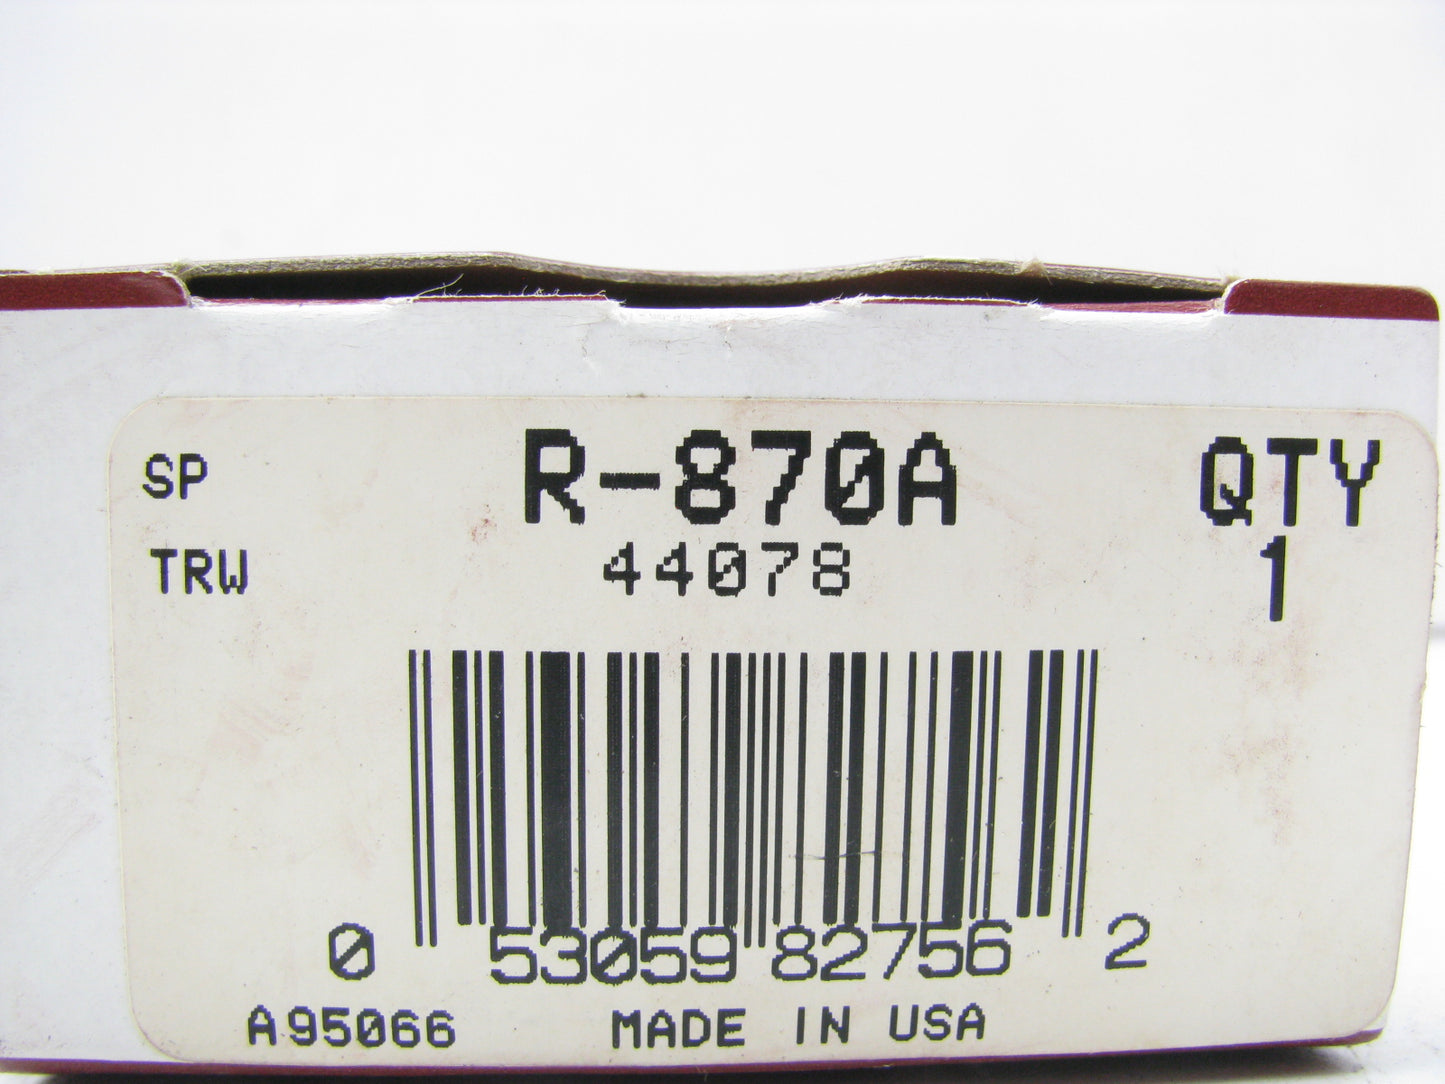 SP R-870A QTY
TRW 44078 1
0 53059 82756 2
A95066 MADE IN USA